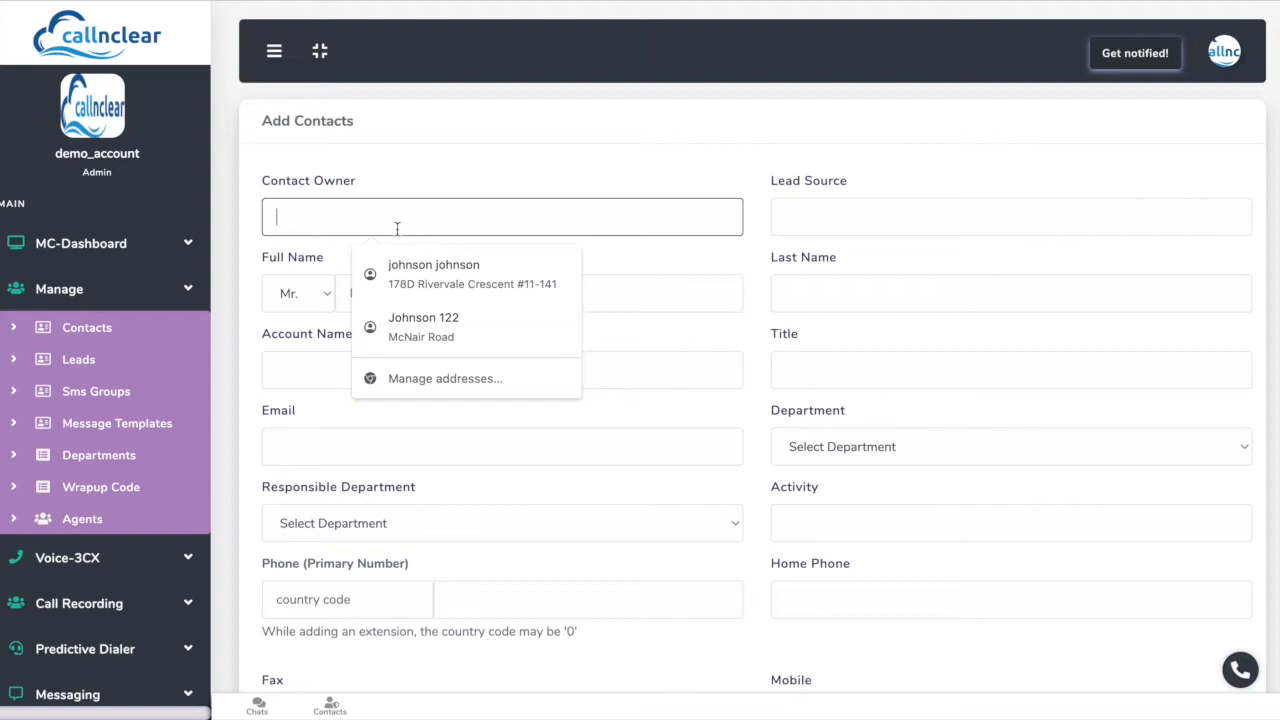 callnclear
callnclear
demo_account
Admin
MAIN
MC-Dashboard
Manage
Contacts
Leads
Sms Groups
Message Templates
Departments
Wrapup Code
Agents
Voice-3CX
Call Recording
Predictive Dialer
Messaging
Get notified!
allnc
Add Contacts
Contact Owner
Lead Source
johnson johnson
178D Rivervale Crescent #11-141
Johnson 122
McNair Road
Manage addresses...
Full Name
Last Name
Mr.
Account Name
Title
Email
Department
Select Department
Responsible Department
Activity
Select Department
Phone (Primary Number)
Home Phone
country code
While adding an extension, the country code may be '0'
Fax
Mobile
Chats
Contacts